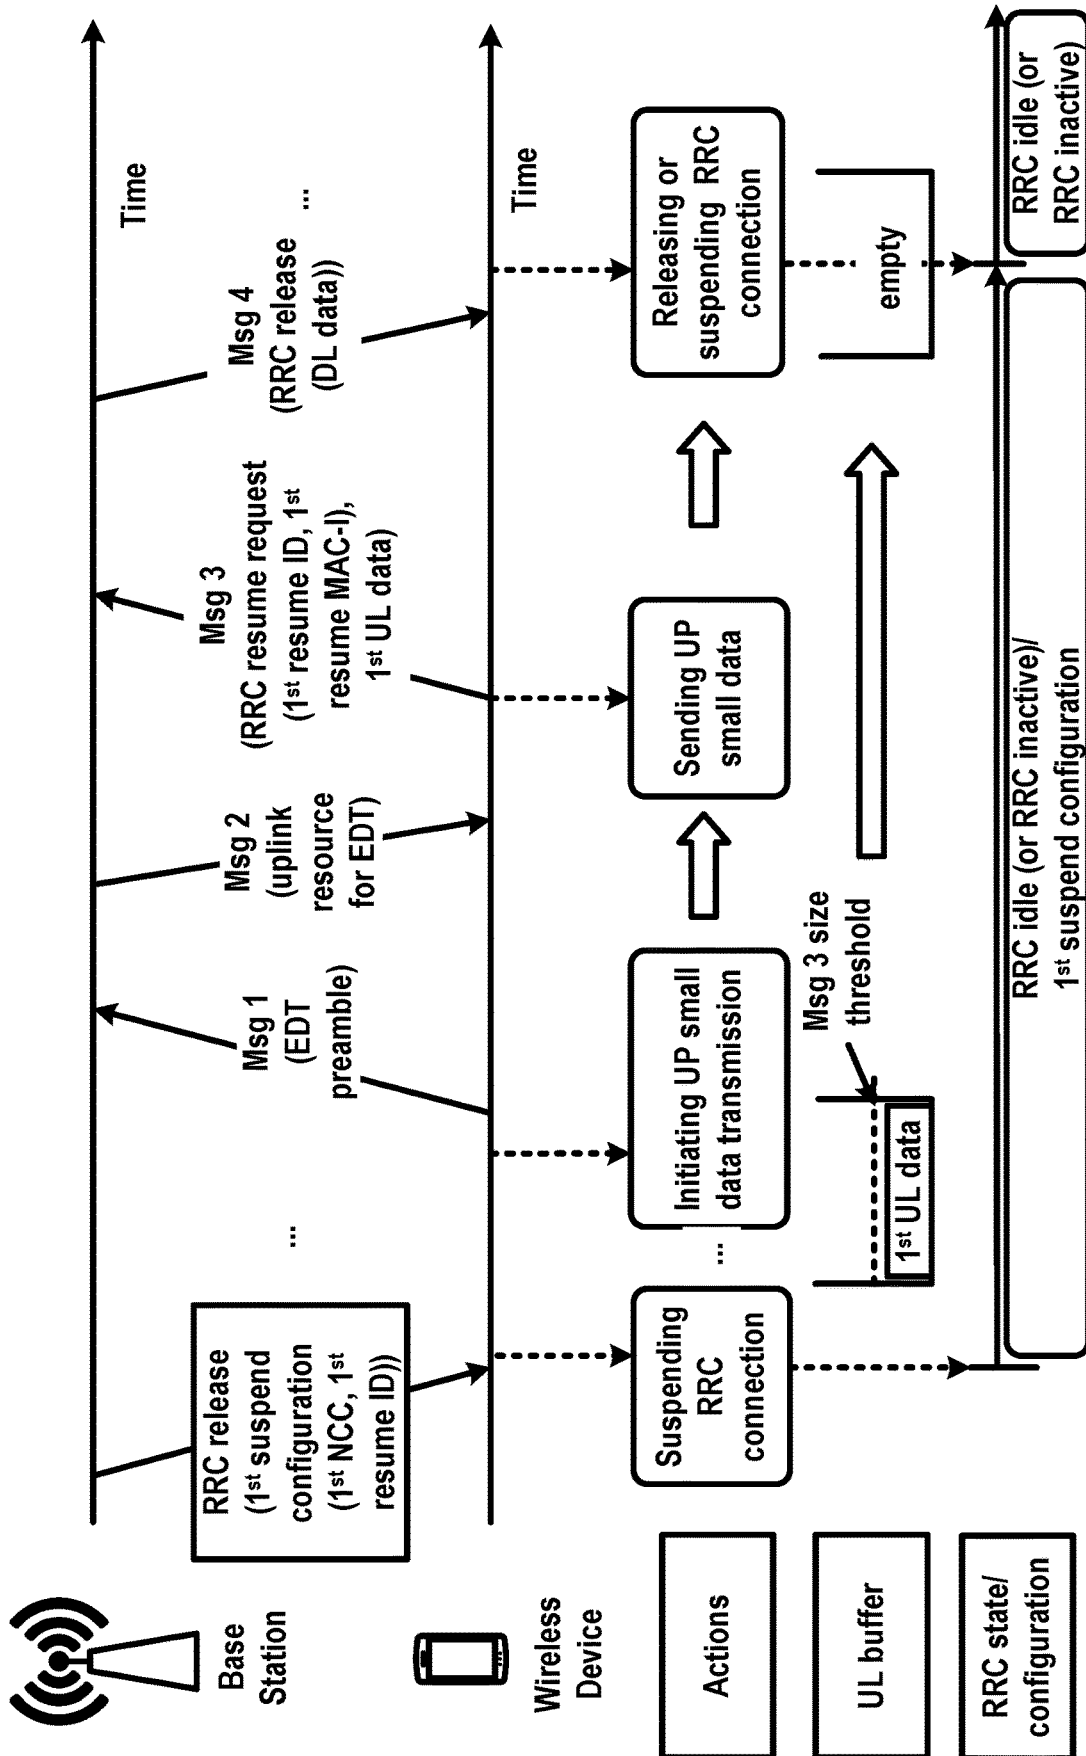 Base
Station
RRC release
(1st suspend
configuration
(1st NCC, 1st
resume ID))
...
Msg 1
(EDT
preamble)
Msg 2
(uplink
resource
for EDT)
Msg 3
(RRC resume request
(1st resume ID, 1st
resume MAC-I),
1st UL data)
Msg 4
(RRC release
(DL data))
...
Time
Wireless
Device
Time
Actions
Suspending
RRC
connection
...
Initiating UP small
data transmission
Sending UP
small data
Releasing or
suspending RRC
connection
UL buffer
1st UL data
Msg 3 size
threshold
empty
RRC state/
configuration
RRC idle (or RRC inactive)/
1st suspend configuration
RRC idle (or
RRC inactive)